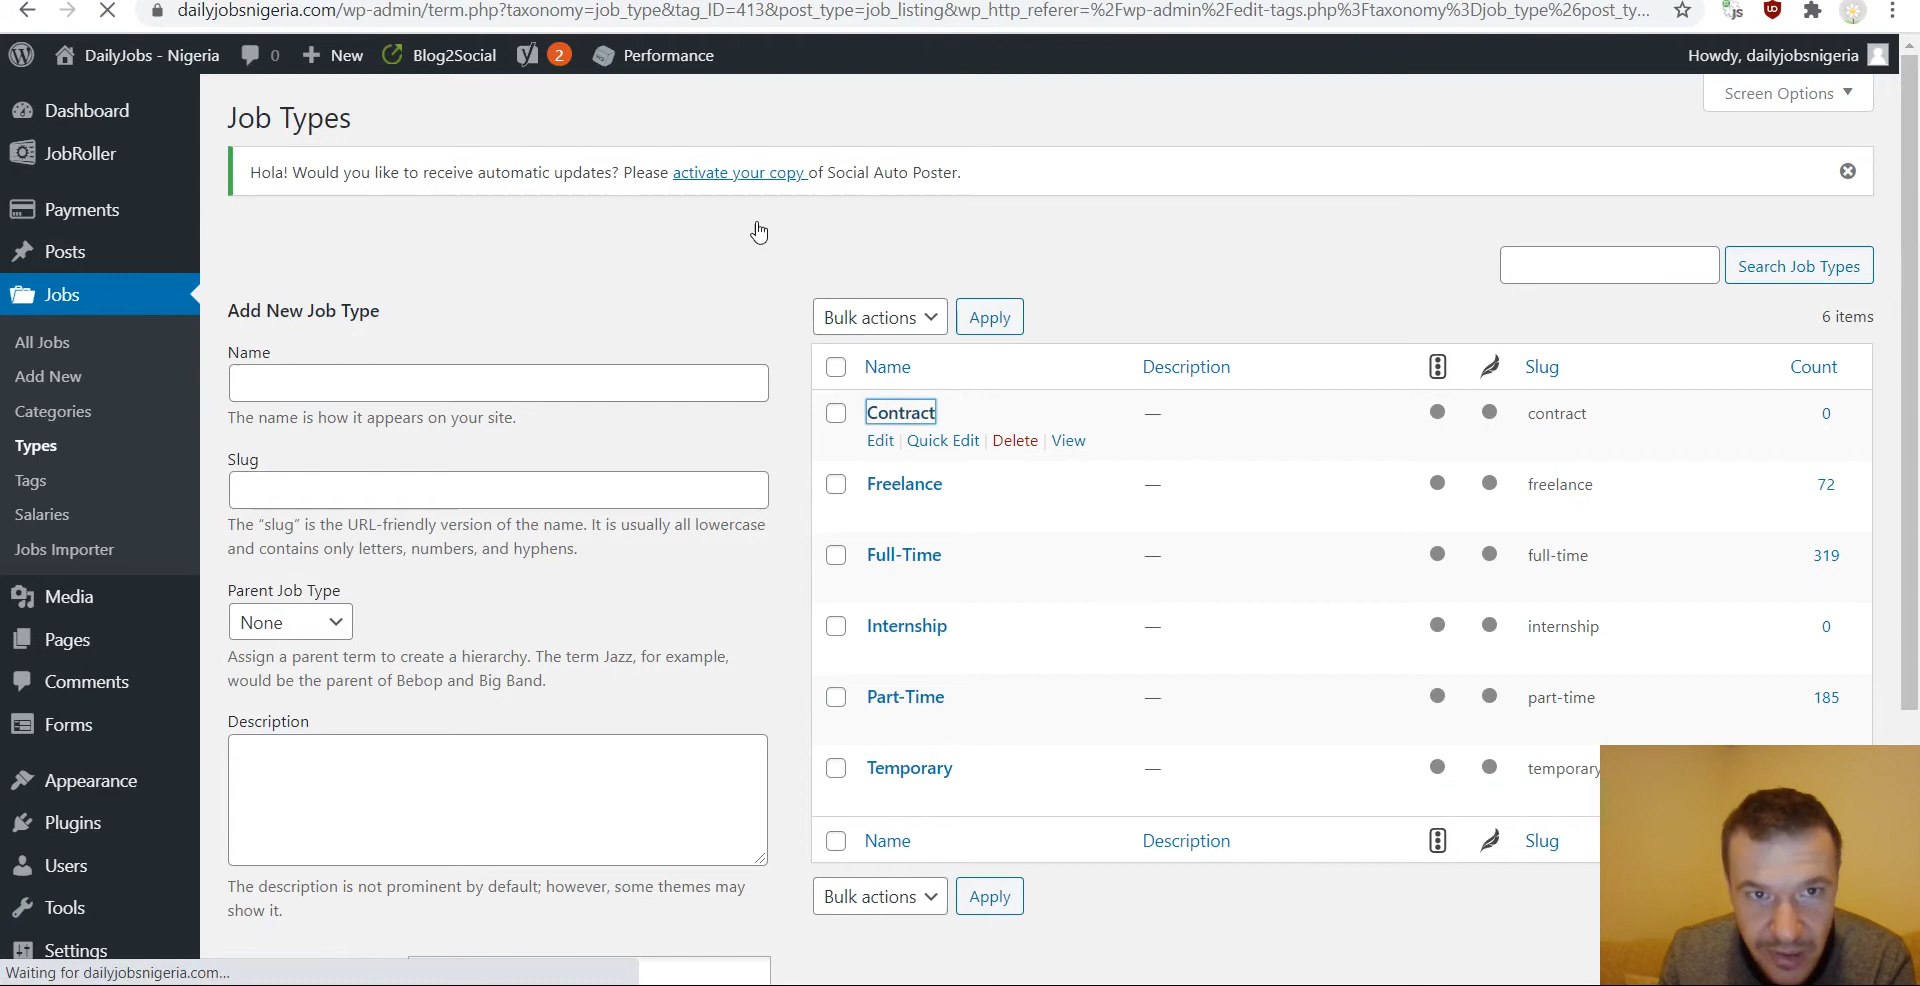 dailyjobsnigeria.com/wp-admin/term.php?taxonomy=job_type&tag_ID=413&post_type=job_listing&wp_http_referer=%2Fwp-admin%2Fedit-tags.php%3Ftaxonomy%3Djob_type%26post_ty...
DailyJobs - Nigeria 0 New Blog2Social 2 Performance Howdy, dailyjobsnigeria
Screen Options
Dashboard
JobRoller
Payments
Posts
Jobs
All Jobs
Add New
Categories
Types
Tags
Salaries
Jobs Importer
Media
Pages
Comments
Forms
Appearance
Plugins
Users
Tools
Settings
Job Types
Hola! Would you like to receive automatic updates? Please activate your copy of Social Auto Poster.
Search Job Types
Add New Job Type
Name
The name is how it appears on your site.
Slug
The “slug” is the URL-friendly version of the name. It is usually all lowercase
and contains only letters, numbers, and hyphens.
Parent Job Type
None
Assign a parent term to create a hierarchy. The term Jazz, for example,
would be the parent of Bebop and Big Band.
Description
The description is not prominent by default; however, some themes may
show it.
Bulk actions Apply 6 items
Name Description Slug Count
Contract — contract 0
Edit | Quick Edit | Delete | View
Freelance — freelance 72
Full-Time — full-time 319
Internship — internship 0
Part-Time — part-time 185
Temporary — temporary
Name Description Slug
Bulk actions Apply
Waiting for dailyjobsnigeria.com...